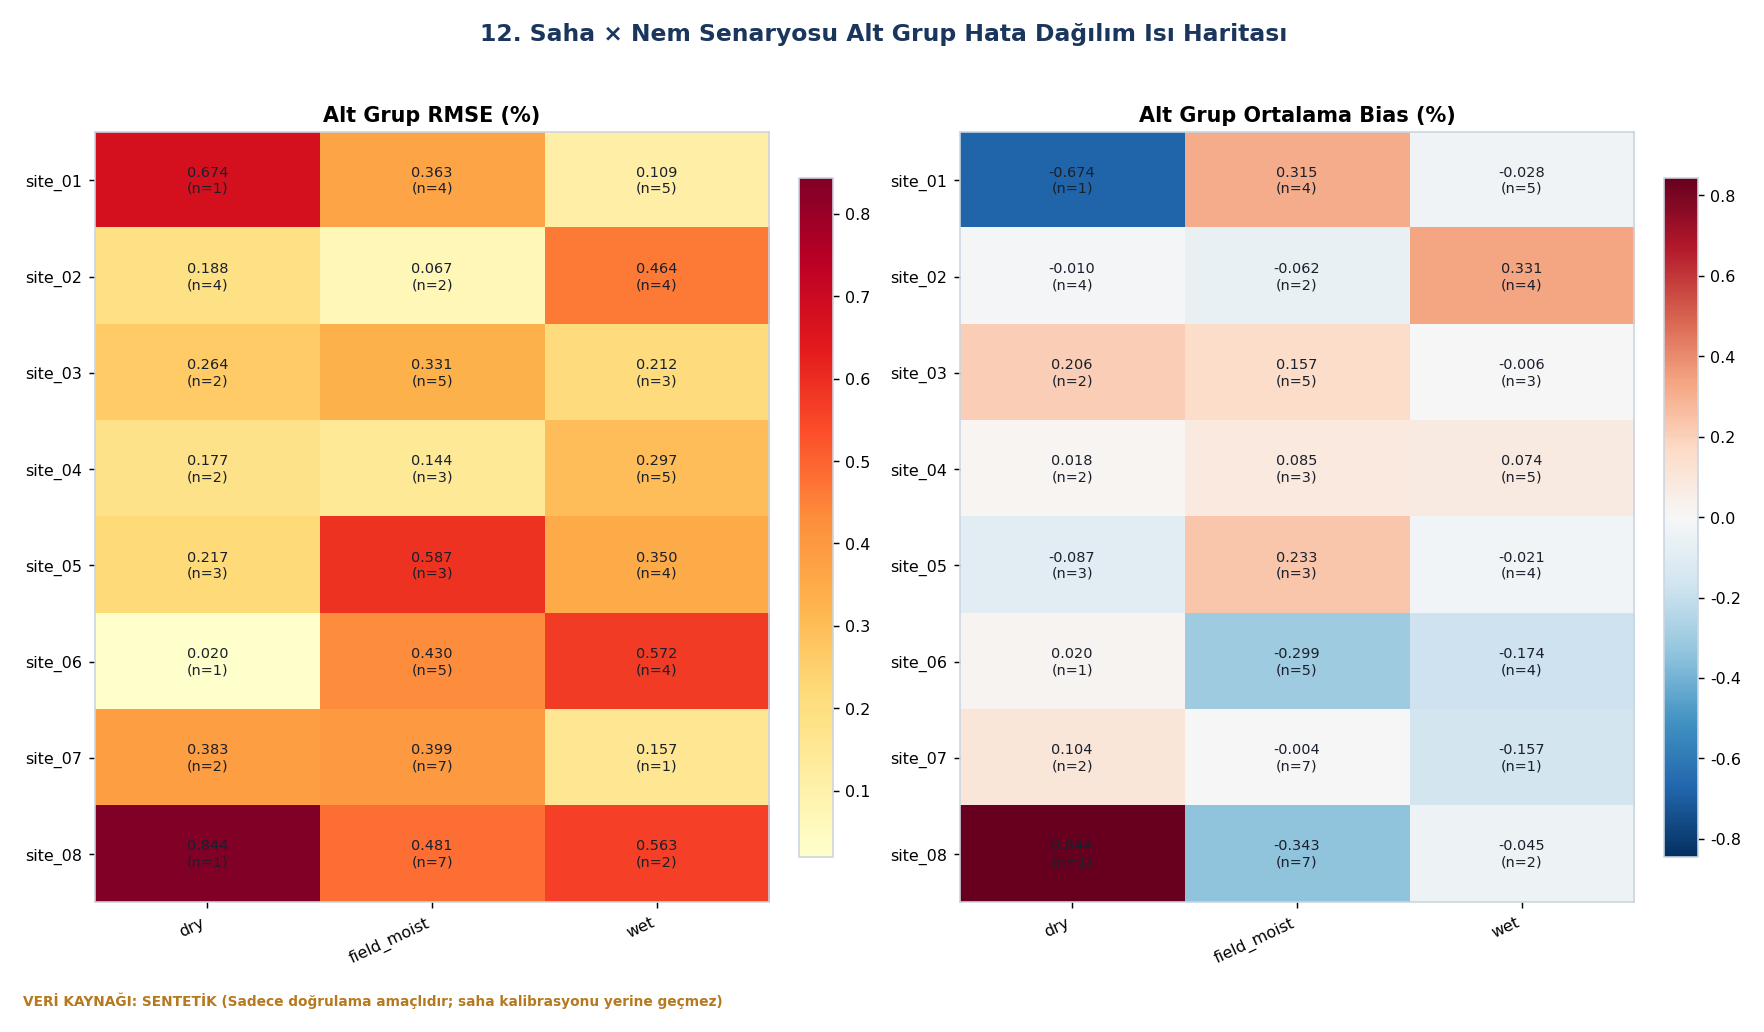 12. Saha × Nem Senaryosu Alt Grup Hata Dağılım Isı Haritası
Alt Grup RMSE (%)
site_01 0.674 0.363 0.109
(n=1) (n=4) (n=5)
site_02 0.188 0.067 0.464
(n=4) (n=2) (n=4)
site_03 0.264 0.331 0.212
(n=2) (n=5) (n=3)
site_04 0.177 0.144 0.297
(n=2) (n=3) (n=5)
site_05 0.217 0.587 0.350
(n=3) (n=3) (n=4)
site_06 0.020 0.430 0.572
(n=1) (n=5) (n=4)
site_07 0.383 0.399 0.157
(n=2) (n=7) (n=1)
site_08 0.844 0.481 0.563
(n=1) (n=7) (n=2)
dry field_moist wet
0.8
0.7
0.6
0.5
0.4
0.3
0.2
0.1
Alt Grup Ortalama Bias (%)
site_01 -0.674 0.315 -0.028
(n=1) (n=4) (n=5)
site_02 -0.010 -0.062 0.331
(n=4) (n=2) (n=4)
site_03 0.206 0.157 -0.006
(n=2) (n=5) (n=3)
site_04 0.018 0.085 0.074
(n=2) (n=3) (n=5)
site_05 -0.087 0.233 -0.021
(n=3) (n=3) (n=4)
site_06 0.020 -0.299 -0.174
(n=1) (n=5) (n=4)
site_07 0.104 -0.004 -0.157
(n=2) (n=7) (n=1)
site_08 0.844 -0.343 -0.045
(n=1) (n=7) (n=2)
dry field_moist wet
0.8
0.6
0.4
0.2
0.0
-0.2
-0.4
-0.6
-0.8
VERİ KAYNAĞI: SENTETİK (Sadece doğrulama amaçlıdır; saha kalibrasyonu yerine geçmez)